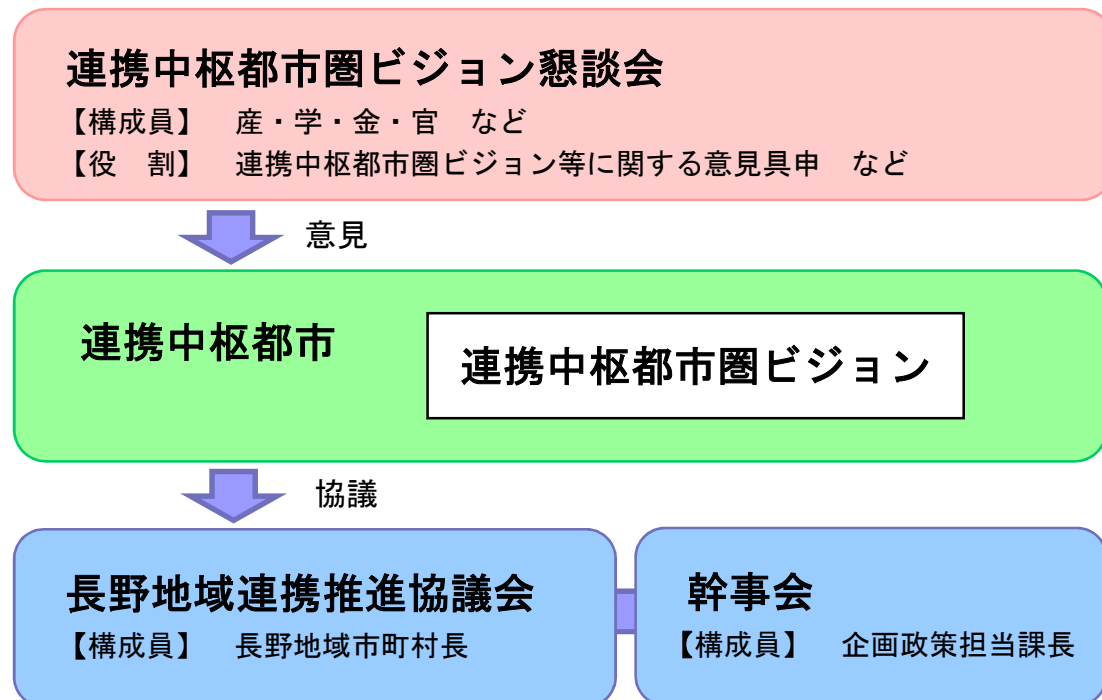 連携中枢都市圏ビジョン懇談会
【構成員】　産・学・金・官　など
【役　割】　連携中枢都市圏ビジョン等に関する意見具申　など
意見
連携中枢都市
連携中枢都市圏ビジョン
協議
長野地域連携推進協議会
【構成員】　長野地域市町村長
幹事会
【構成員】　企画政策担当課長